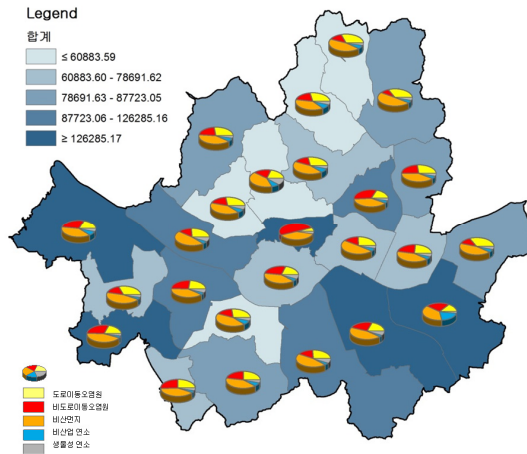 Legend
합계
≤ 60883.59
60883.60 - 78691.62
78691.63 - 87723.05
87723.06 - 126285.16
≥ 126285.17
도로이동오염원
비도로이동오염원
비산먼지
비산업 연소
생물성 연소